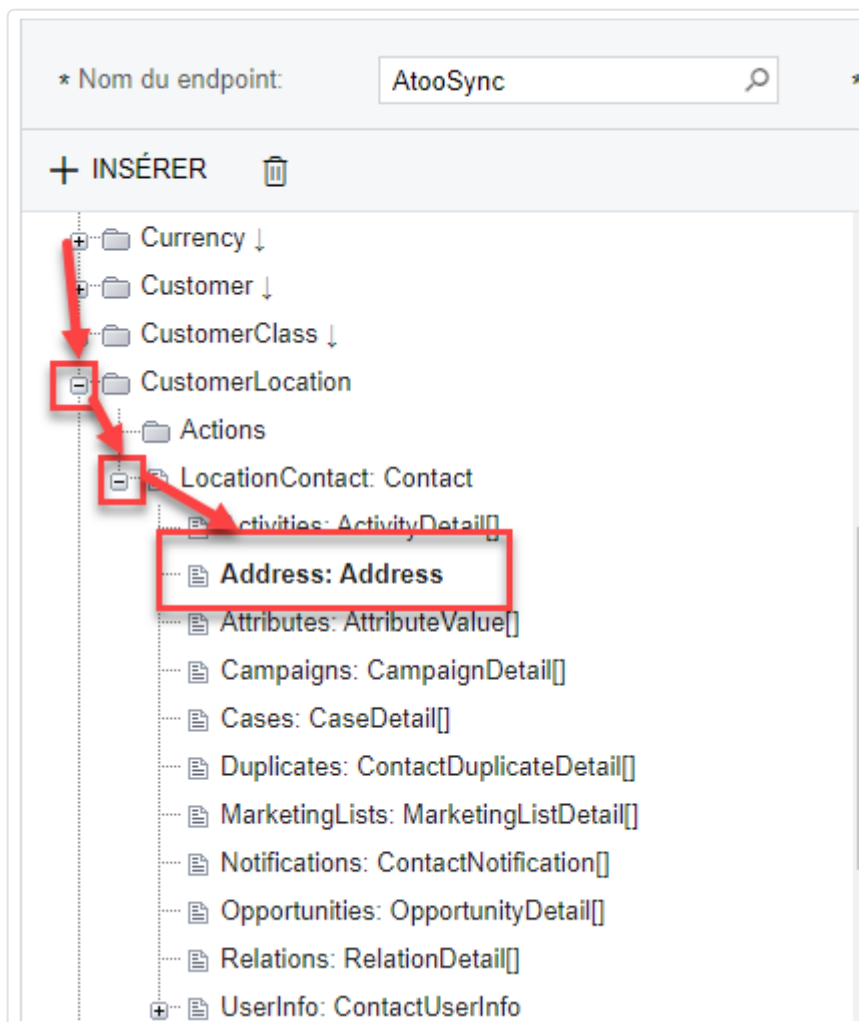 * Nom du endpoint: AtooSync *
+ INSÉRER
Currency ↓
Customer ↓
CustomerClass ↓
CustomerLocation
Actions
LocationContact: Contact
Activities: ActivityDetail[]
Address: Address
Attributes: AttributeValue[]
Campaigns: CampaignDetail[]
Cases: CaseDetail[]
Duplicates: ContactDuplicateDetail[]
MarketingLists: MarketingListDetail[]
Notifications: ContactNotification[]
Opportunities: OpportunityDetail[]
Relations: RelationDetail[]
UserInfo: ContactUserInfo